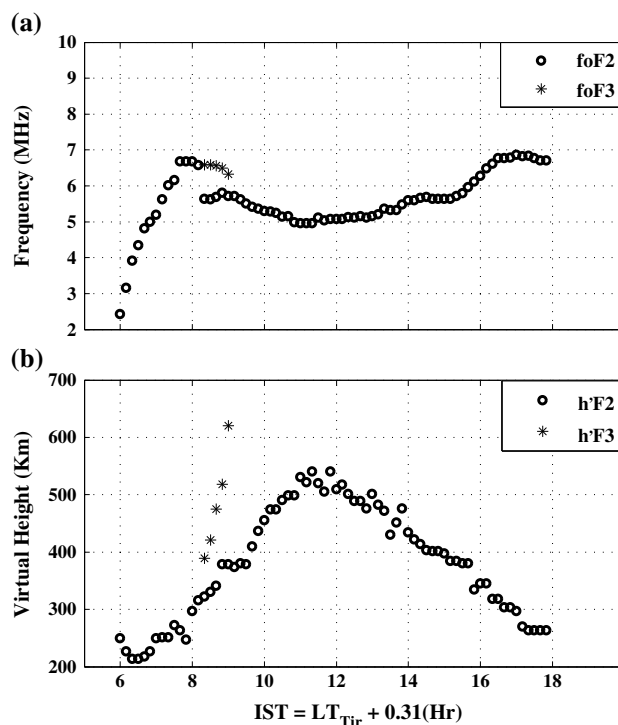 (a)
10
9
8
7
6
5
4
3
2
Frequency (MHz)
foF2
foF3
(b)
700
600
500
400
300
200
Virtual Height (Km)
h'F2
h'F3
6 8 10 12 14 16 18
IST = LT_Tir + 0.31(Hr)